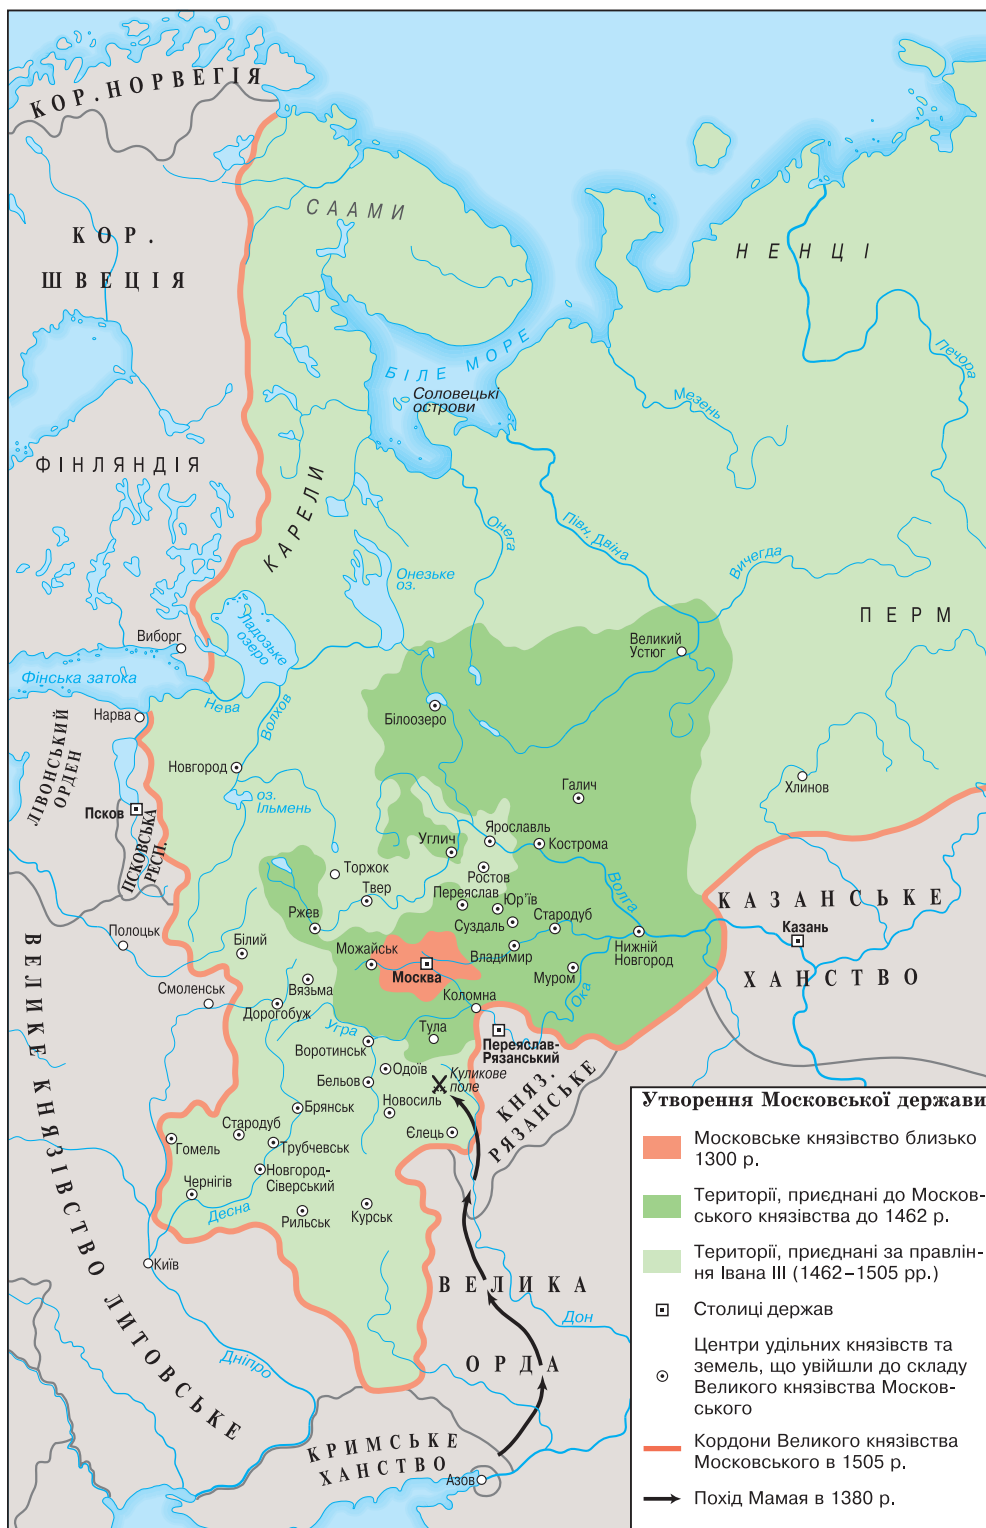 КОР. НОРВЕГІЯ
КОР.
ШВЕЦІЯ
СААМИ
НЕНЦІ
Печора
БІЛЕ МОРЕ
Соловецькі
острови
Мезень
ФІНЛЯНДІЯ
КАРЕЛИ
Онега
Півн. Двіна
Вичегда
Онезьке
оз.
ПЕРМ
Ладозьке
озеро
Виборг
Великий
Устюг
Фінська затока
Нева
Волхов
Білоозеро
Нарва
ЛІВОНСЬКИЙ
ОРДЕН
Новгород
оз.
Ільмень
Галич
Хлинов
Псков
ПСКОВСЬКА
РЕСП.
Углич
Ярославль
Кострома
Торжок
Ростов
Твер
Переяслав
Юр'їв
Волга
КАЗАНСЬКЕ
Ржев
Суздаль
Стародуб
Казань
Полоцьк
Білий
Можайськ
Владимир
Нижній
Новгород
Москва
Муром
ХАНСТВО
Смоленськ
Вязьма
Дорогобуж
Коломна
Ока
Угра
Тула
Переяслав-
Рязанський
Воротинськ
Одоїв
Куликове
поле
КНЯЗ.
РЯЗАНСЬКЕ
Бельов
Брянськ
Новосиль
Стародуб
Єлець
Гомель
Трубчевськ
Новгород-
Сіверський
Чернігів
Десна
Рильськ
Курськ
Київ
ВЕЛИКЕ КНЯЗІВСТВО ЛИТОВСЬКЕ
ВЕЛИКА
ОРДА
Дон
Дніпро
КРИМСЬКЕ
ХАНСТВО
Азов
Утворення Московської держави
Московське князівство близько
1300 р.
Території, приєднані до Москов-
ського князівства до 1462 р.
Території, приєднані за правлін-
ня Івана III (1462–1505 рр.)
Столиці держав
Центри удільних князівств та
земель, що увійшли до складу
Великого князівства Москов-
ського
Кордони Великого князівства
Московського в 1505 р.
Похід Мамая в 1380 р.